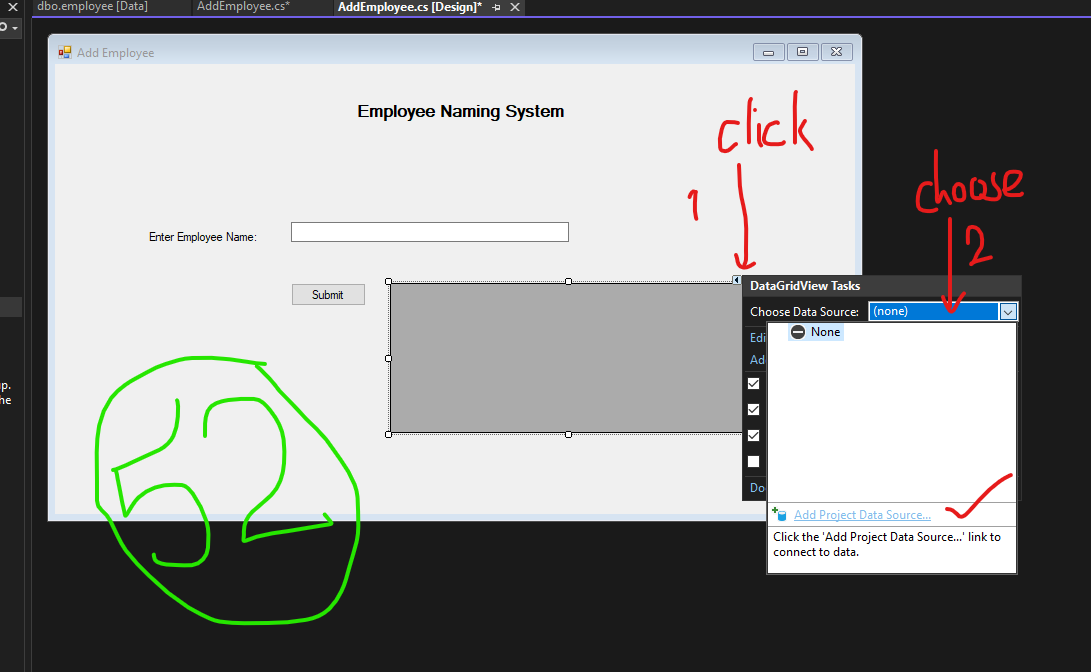 dbo.employee [Data]
AddEmployee.cs*
AddEmployee.cs [Design]*
Add Employee
Employee Naming System
click
1
choose
2
Enter Employee Name:
Submit
DataGridView Tasks
Choose Data Source:
(none)
None
Edi
Ad
Do
up.
he
52
Add Project Data Source...
Click the 'Add Project Data Source...' link to
connect to data.